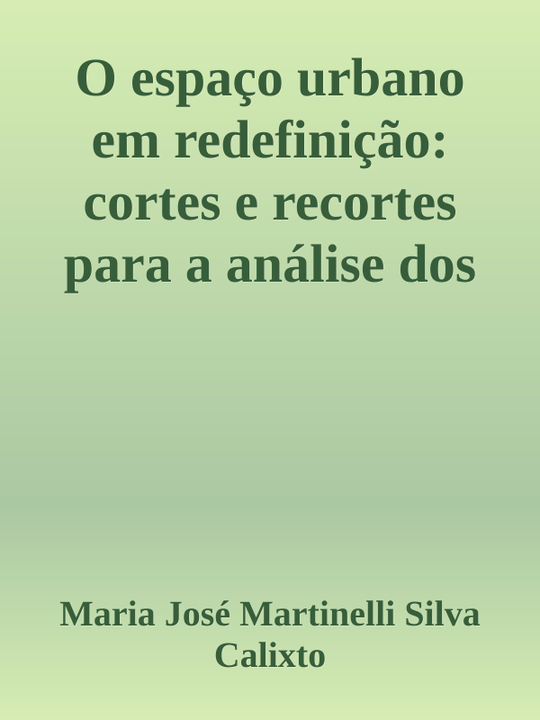 O espaço urbano
em redefinição:
cortes e recortes
para a análise dos
Maria José Martinelli Silva
Calixto